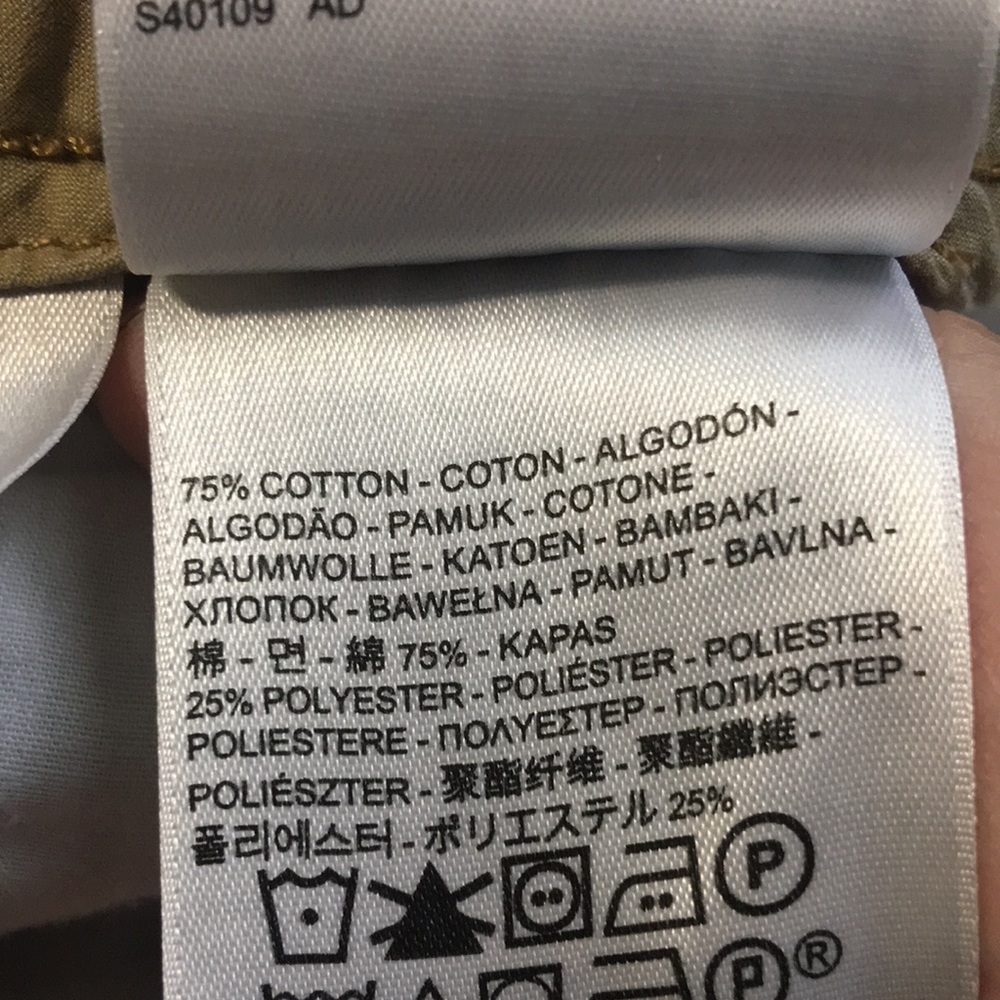 S40109 AD
75% COTTON - COTON - ALGODÓN -
ALGODÃO - PAMUK - COTONE -
BAUMWOLLE - KATOEN - BAMBAKI -
ХЛОПОК - BAWEŁNA - PAMUT - BAVLNA -
棉 - 면 - 綿 75% - KAPAS
25% POLYESTER - POLIÉSTER - POLIESTER -
POLIESTERE - ΠΟΛΥΕΣΤΕΡ - ПОЛИЭСТЕР -
POLIÉSZTER - 聚酯纤维 - 聚酯纖維 -
폴리에스터 - ポリエステル 25%
P
P ®